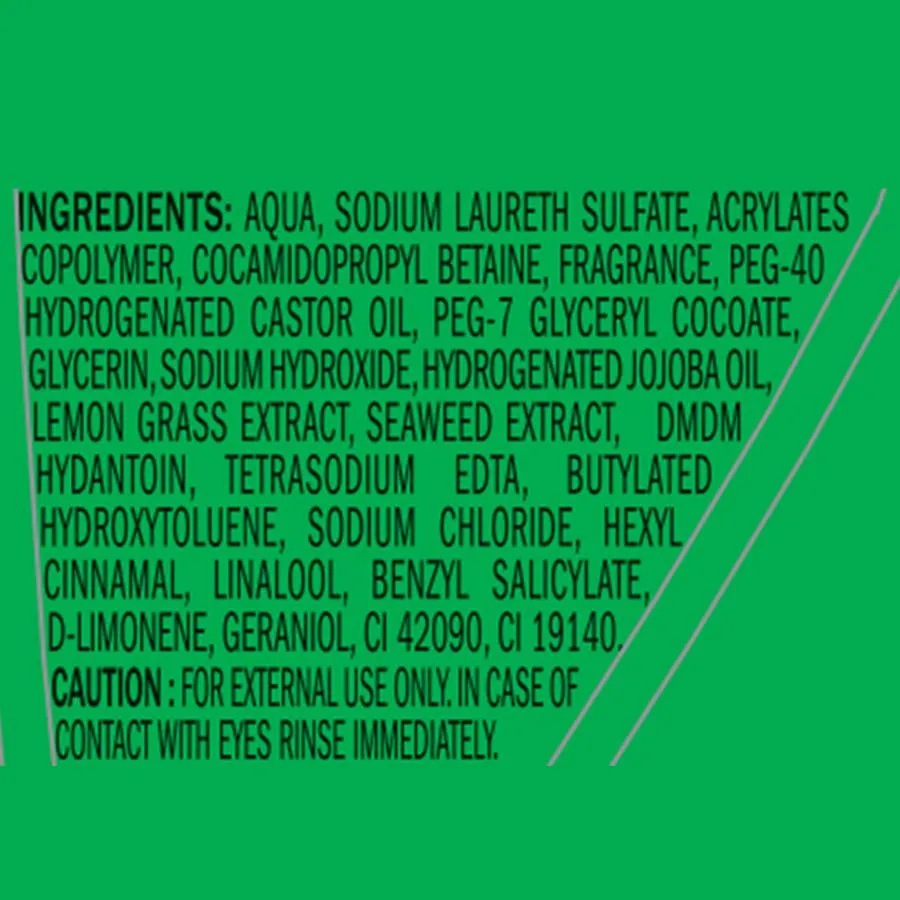 INGREDIENTS: AQUA, SODIUM LAURETH SULFATE, ACRYLATES
COPOLYMER, COCAMIDOPROPYL BETAINE, FRAGRANCE, PEG-40
HYDROGENATED CASTOR OIL, PEG-7 GLYCERYL COCOATE,
GLYCERIN, SODIUM HYDROXIDE, HYDROGENATED JOJOBA OIL,
LEMON GRASS EXTRACT, SEAWEED EXTRACT, DMDM
HYDANTOIN, TETRASODIUM EDTA, BUTYLATED
HYDROXYTOLUENE, SODIUM CHLORIDE, HEXYL
CINNAMAL, LINALOOL, BENZYL SALICYLATE,
D-LIMONENE, GERANIOL, CI 42090, CI 19140.
CAUTION : FOR EXTERNAL USE ONLY. IN CASE OF
CONTACT WITH EYES RINSE IMMEDIATELY.